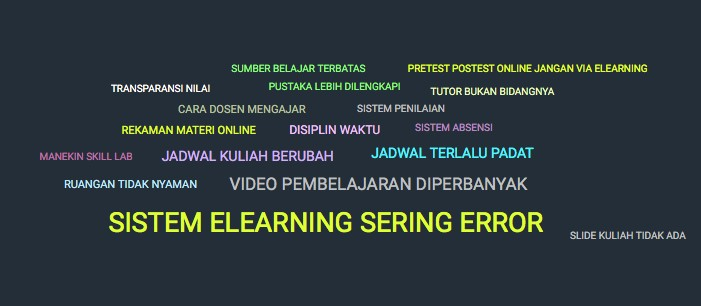 SUMBER BELAJAR TERBATAS
PRETEST POSTEST ONLINE JANGAN VIA ELEARNING
TRANSPARANSI NILAI
PUSTAKA LEBIH DILENGKAPI
TUTOR BUKAN BIDANGNYA
CARA DOSEN MENGAJAR
SISTEM PENILAIAN
REKAMAN MATERI ONLINE
DISIPLIN WAKTU
SISTEM ABSENSI
MANEKIN SKILL LAB
JADWAL KULIAH BERUBAH
JADWAL TERLALU PADAT
RUANGAN TIDAK NYAMAN
VIDEO PEMBELAJARAN DIPERBANYAK
SISTEM ELEARNING SERING ERROR
SLIDE KULIAH TIDAK ADA